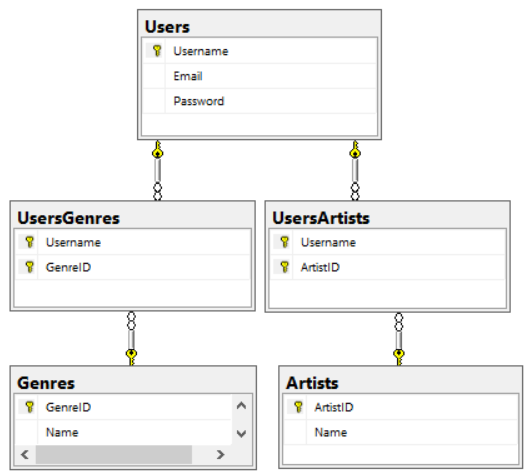 Users
Username
Email
Password
UsersGenres
Username
GenreID
UsersArtists
Username
ArtistID
Genres
GenreID
Name
Artists
ArtistID
Name